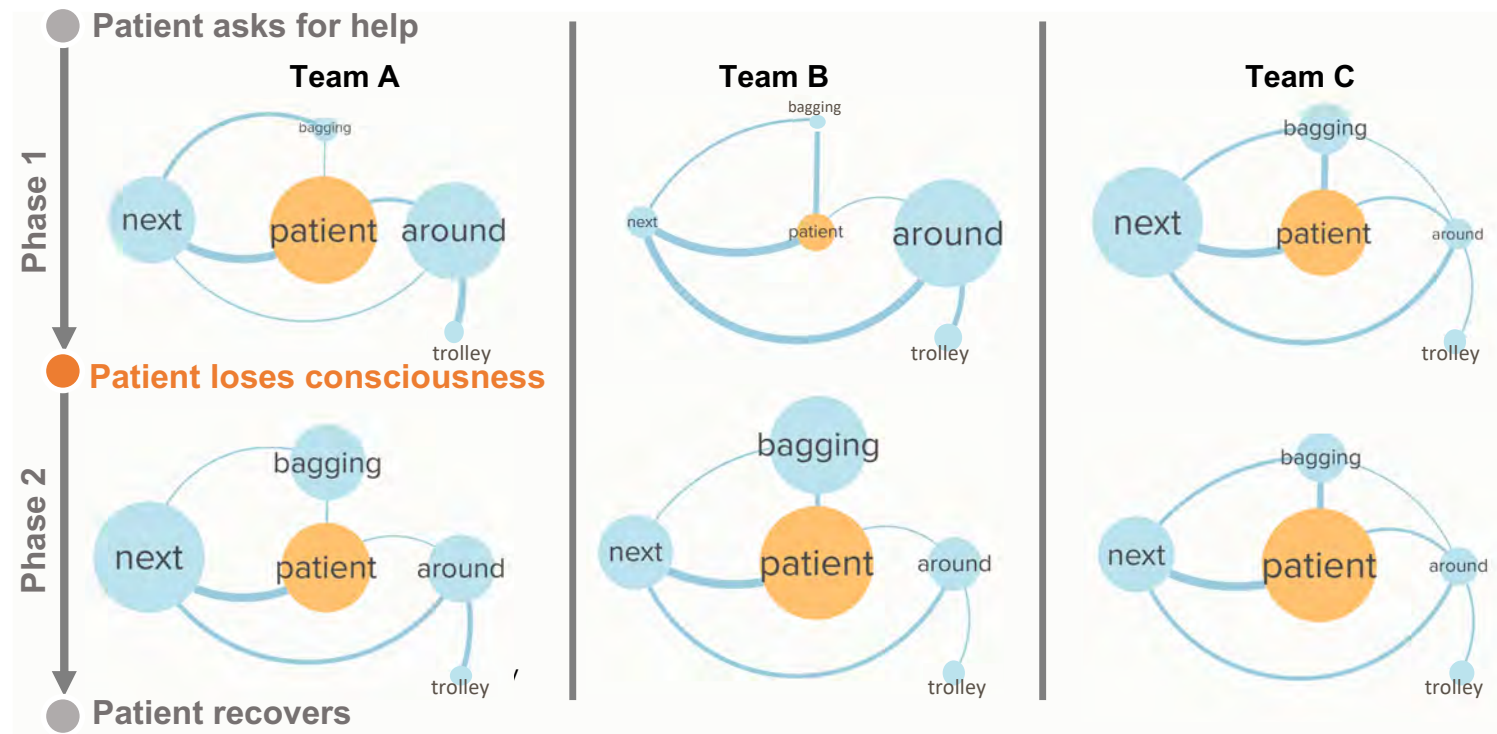 Patient asks for help
Team A
Team B
Team C
Phase 1
bagging
next
patient
around
trolley
bagging
next
patient
around
trolley
bagging
next
patient
around
trolley
Patient loses consciousness
Phase 2
bagging
next
patient
around
trolley
bagging
next
patient
around
trolley
bagging
next
patient
around
trolley
Patient recovers